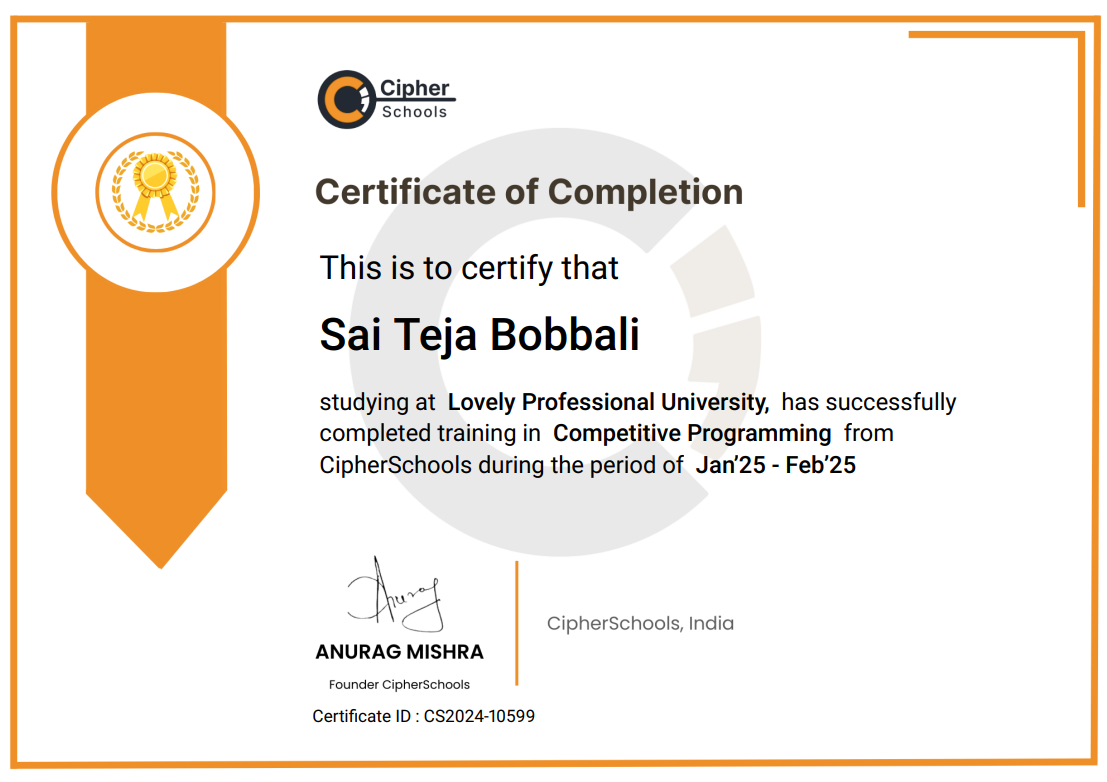 Cipher
Schools
Certificate of Completion
This is to certify that
Sai Teja Bobbali
studying at Lovely Professional University, has successfully
completed training in Competitive Programming from
CipherSchools during the period of Jan’25 - Feb’25
Anurag
ANURAG MISHRA
Founder CipherSchools
CipherSchools, India
Certificate ID : CS2024-10599